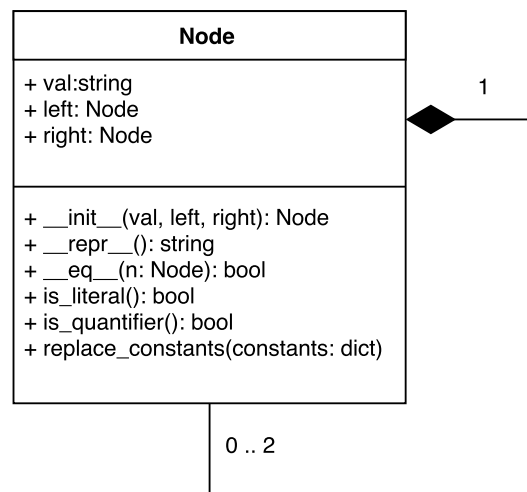 Node
+ val:string
+ left: Node
+ right: Node
1
+ __init__(val, left, right): Node
+ __repr__(): string
+ __eq__(n: Node): bool
+ is_literal(): bool
+ is_quantifier(): bool
+ replace_constants(constants: dict)
0 .. 2